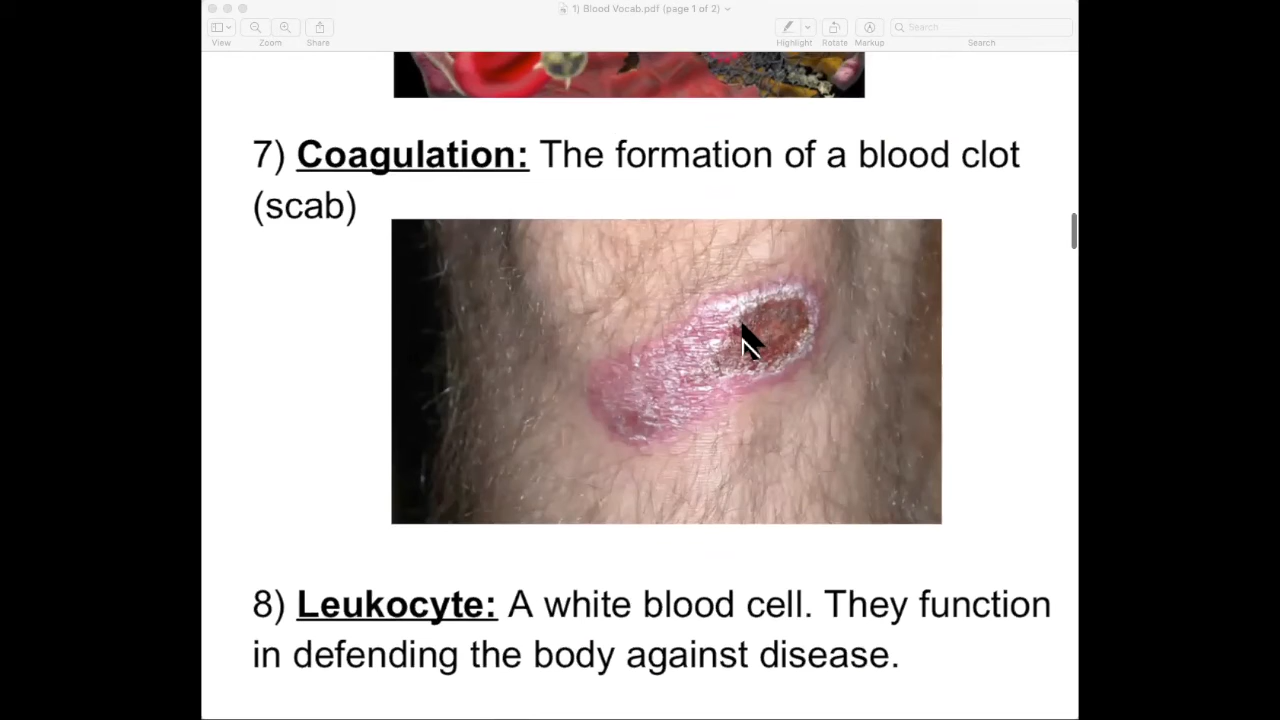 1) Blood Vocab.pdf (page 1 of 2)
View Zoom Share Highlight Rotate Markup Search
Search
7) Coagulation: The formation of a blood clot
(scab)
8) Leukocyte: A white blood cell. They function
in defending the body against disease.